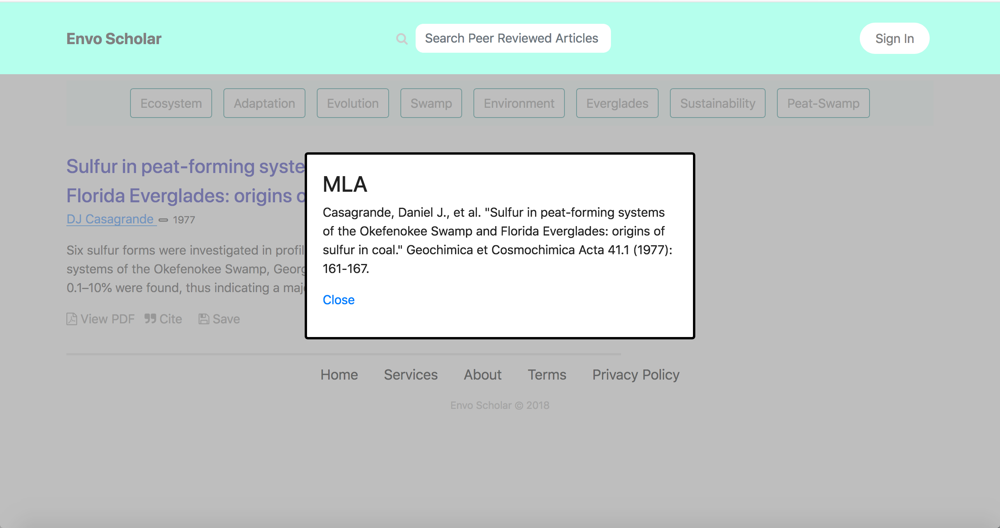 Envo Scholar
Search Peer Reviewed Articles
Sign In
Ecosystem
Adaptation
Evolution
Swamp
Environment
Everglades
Sustainability
Peat-Swamp
Sulfur in peat-forming
Florida Everglades: origins
DJ Casagrande
1977
Six sulfur forms were investigated in
systems of the Okefenokee Swamp,
0.1–10% were found, thus indicating a
View PDF
Cite
Save
MLA
Casagrande, Daniel J., et al. "Sulfur in peat-forming systems
of the Okefenokee Swamp and Florida Everglades: origins of
sulfur in coal." Geochimica et Cosmochimica Acta 41.1 (1977):
161-167.
Close
Home
Services
About
Terms
Privacy Policy
Envo Scholar © 2018